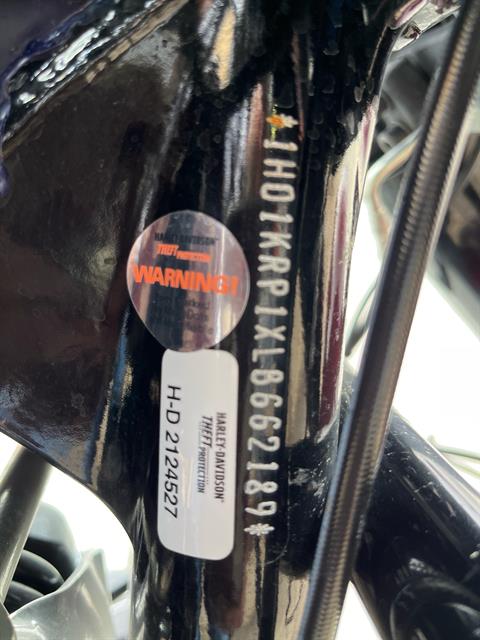 *1HD1KRP1XLB662189*
HARLEY-DAVIDSON®
THEFT PROTECTION
WARNING!
HARLEY-DAVIDSON®
THEFT PROTECTION
H-D 2124527